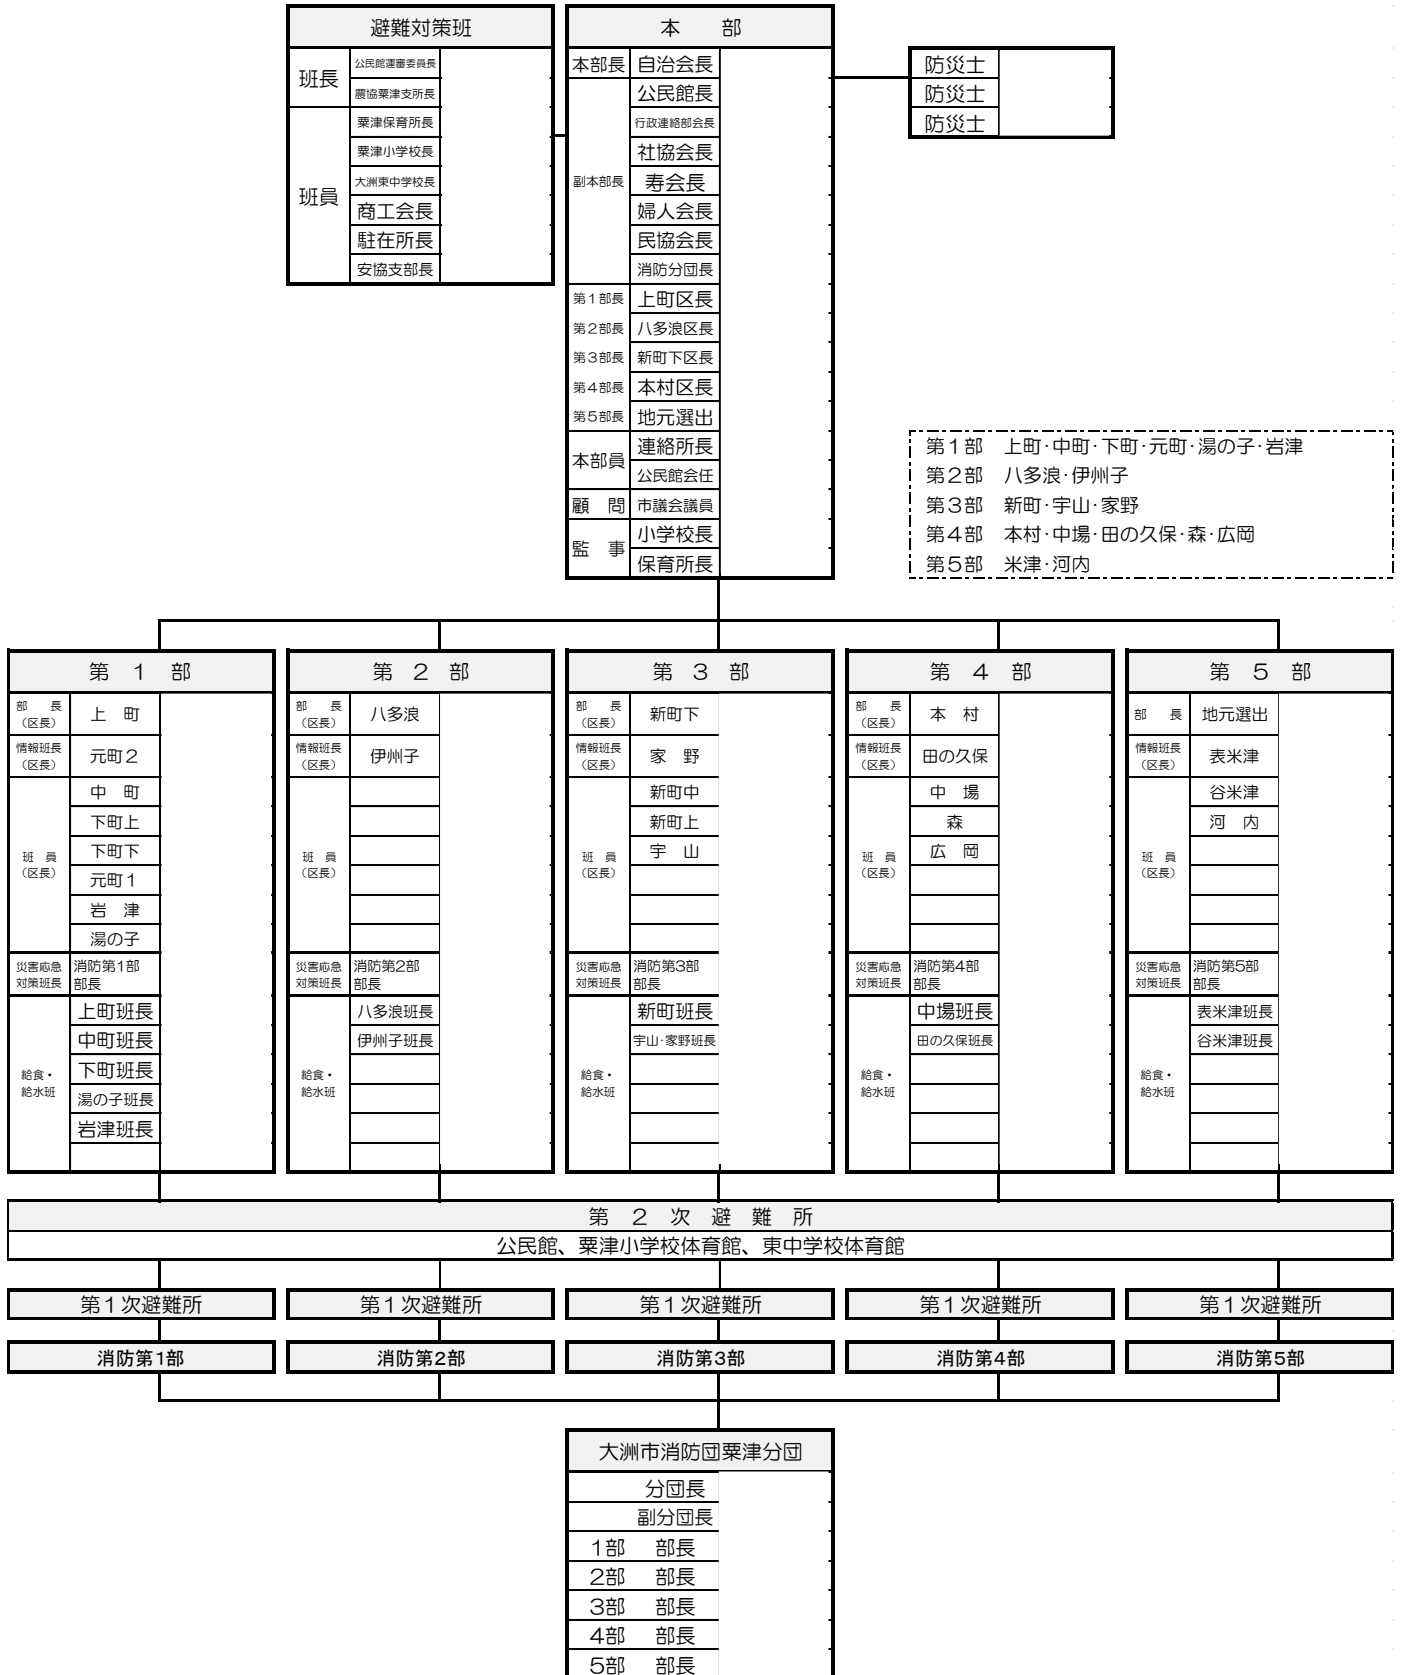 避難対策班
班長
公民館運審委員長
農協粟津支所長
班員
粟津保育所長
粟津小学校長
大洲東中学校長
商工会長
駐在所長
安協支部長
本　部
本部長 自治会長
副本部長
公民館長
行政連絡部会長
社協会長
寿会長
婦人会長
民協会長
消防分団長
第1部長 上町区長
第2部長 八多浪区長
第3部長 新町下区長
第4部長 本村区長
第5部長 地元選出
本部員
連絡所長
公民館会任
顧　問 市議会議員
監　事
小学校長
保育所長
防災士
防災士
防災士
第1部　上町・中町・下町・元町・湯の子・岩津
第2部　八多浪・伊州子
第3部　新町・宇山・家野
第4部　本村・中場・田の久保・森・広岡
第5部　米津・河内
第　1　部
部　長
（区長）
上　町
情報班長
（区長）
元町2
班　員
（区長）
中　町
下町上
下町下
元町1
岩　津
湯の子
災害応急
対策班長
消防第1部
部長
給食・
給水班
上町班長
中町班長
下町班長
湯の子班長
岩津班長
第　2　部
部　長
（区長）
八多浪
情報班長
（区長）
伊州子
班　員
（区長）
災害応急
対策班長
消防第2部
部長
給食・
給水班
八多浪班長
伊州子班長
第　3　部
部　長
（区長）
新町下
情報班長
（区長）
家　野
班　員
（区長）
新町中
新町上
宇　山
災害応急
対策班長
消防第3部
部長
給食・
給水班
新町班長
宇山・家野班長
第　4　部
部　長
（区長）
本　村
情報班長
（区長）
田の久保
班　員
（区長）
中　場
森
広　岡
災害応急
対策班長
消防第4部
部長
給食・
給水班
中場班長
田の久保班長
第　5　部
部　長
地元選出
情報班長
（区長）
表米津
班　員
（区長）
谷米津
河　内
災害応急
対策班長
消防第5部
部長
給食・
給水班
表米津班長
谷米津班長
第　2　次　避　難　所
公民館、粟津小学校体育館、東中学校体育館
第1次避難所 第1次避難所 第1次避難所 第1次避難所 第1次避難所
消防第1部 消防第2部 消防第3部 消防第4部 消防第5部
大洲市消防団粟津分団
分団長
副分団長
1部　部長
2部　部長
3部　部長
4部　部長
5部　部長